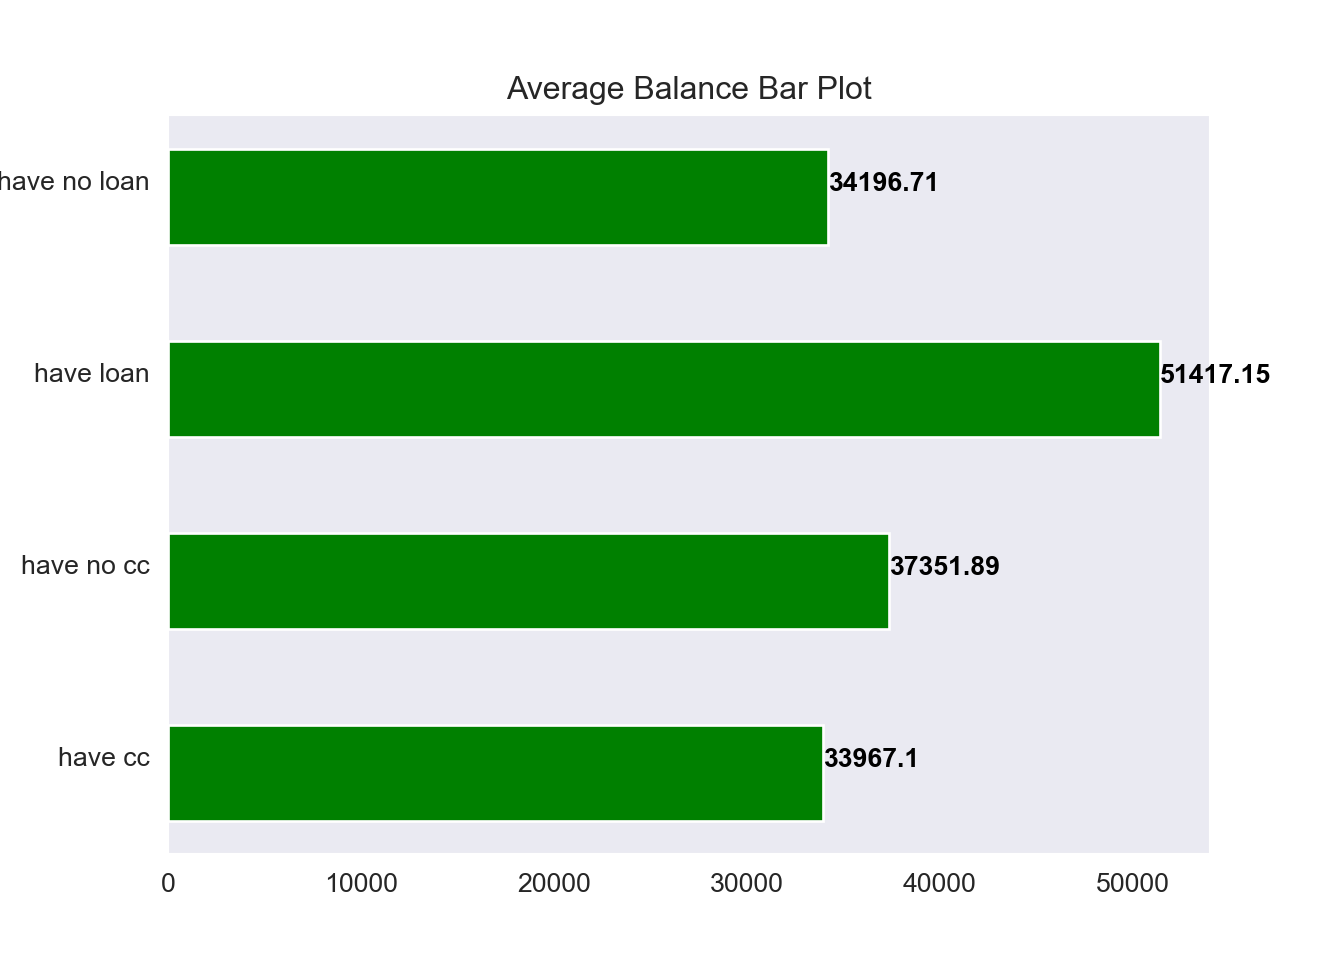 Average Balance Bar Plot
have no loan 34196.71
have loan 51417.15
have no cc 37351.89
have cc 33967.1
0 10000 20000 30000 40000 50000